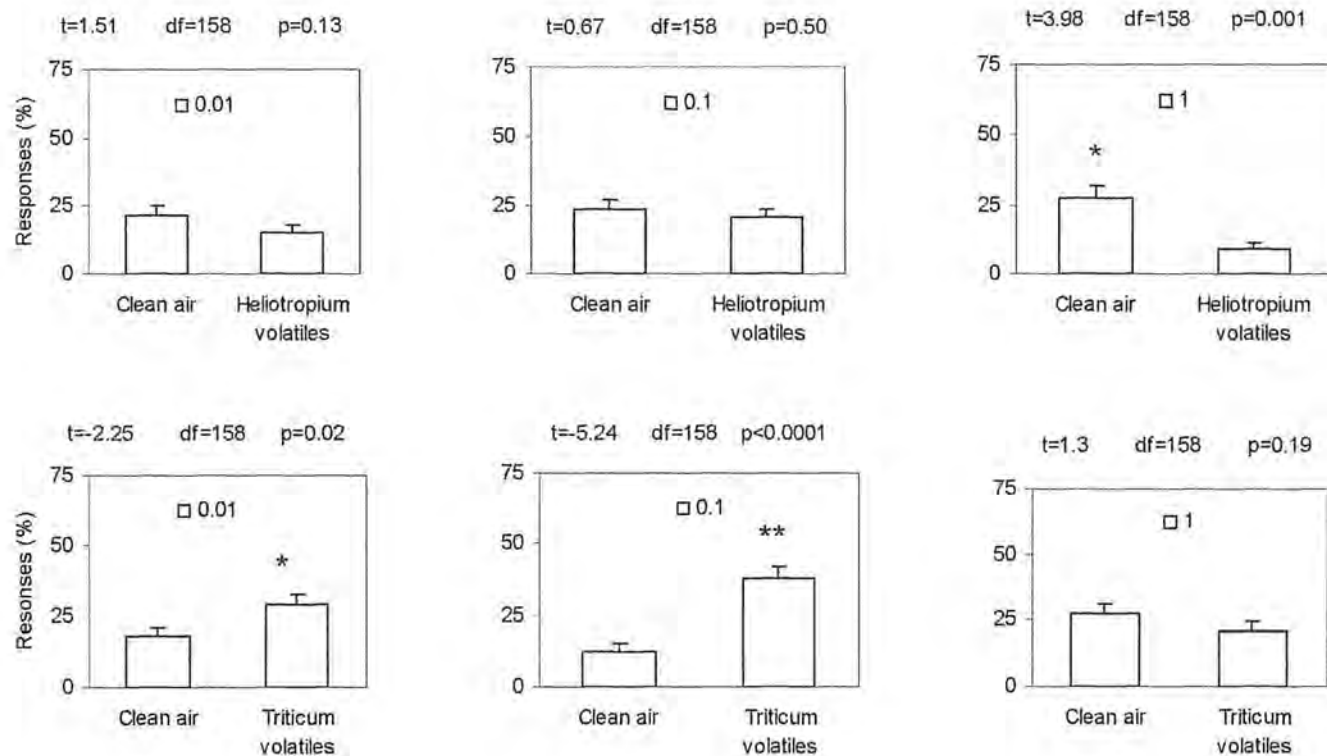 t=1.51 df=158 p=0.13
t=0.67 df=158 p=0.50
t=3.98 df=158 p=0.001
Responses (%)
75
50
25
0
0.01
Clean air Heliotropium
volatiles
75
50
25
0
0.1
Clean air Heliotropium
volatiles
75
50
25
0
1
*
Clean air Heliotropium
volatiles
t=-2.25 df=158 p=0.02
t=-5.24 df=158 p<0.0001
t=1.3 df=158 p=0.19
Resonses (%)
75
50
25
0
0.01
*
Clean air Triticum
volatiles
75
50
25
0
0.1
**
Clean air Triticum
volatiles
75
50
25
0
1
Clean air Triticum
volatiles